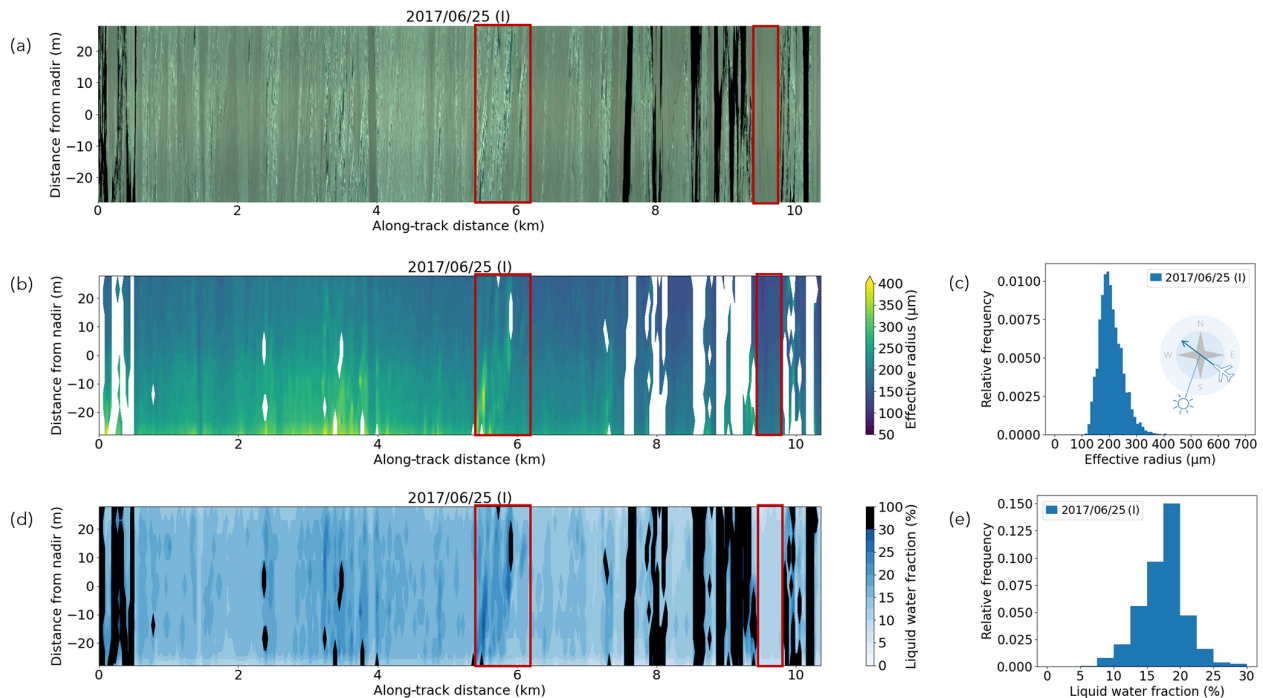 2017/06/25 (I)
(a)
Distance from nadir (m)
20
10
0
−10
−20
0 2 4 6 8 10
Along-track distance (km)
2017/06/25 (I)
(b)
Distance from nadir (m)
20
10
0
−10
−20
0 2 4 6 8 10
Along-track distance (km)
400
350
300
250
200
150
100
50
Effective radius (μm)
(c)
Relative frequency
0.0100
0.0075
0.0050
0.0025
0.0000
2017/06/25 (I)
N
W E
S
0 100 200 300 400 500 600 700
Effective radius (μm)
2017/06/25 (I)
(d)
Distance from nadir (m)
20
10
0
−10
−20
0 2 4 6 8 10
Along-track distance (km)
100
30
25
20
15
10
5
0
Liquid water fraction (%)
(e)
Relative frequency
0.150
0.125
0.100
0.075
0.050
0.025
0.000
2017/06/25 (I)
0 5 10 15 20 25 30
Liquid water fraction (%)